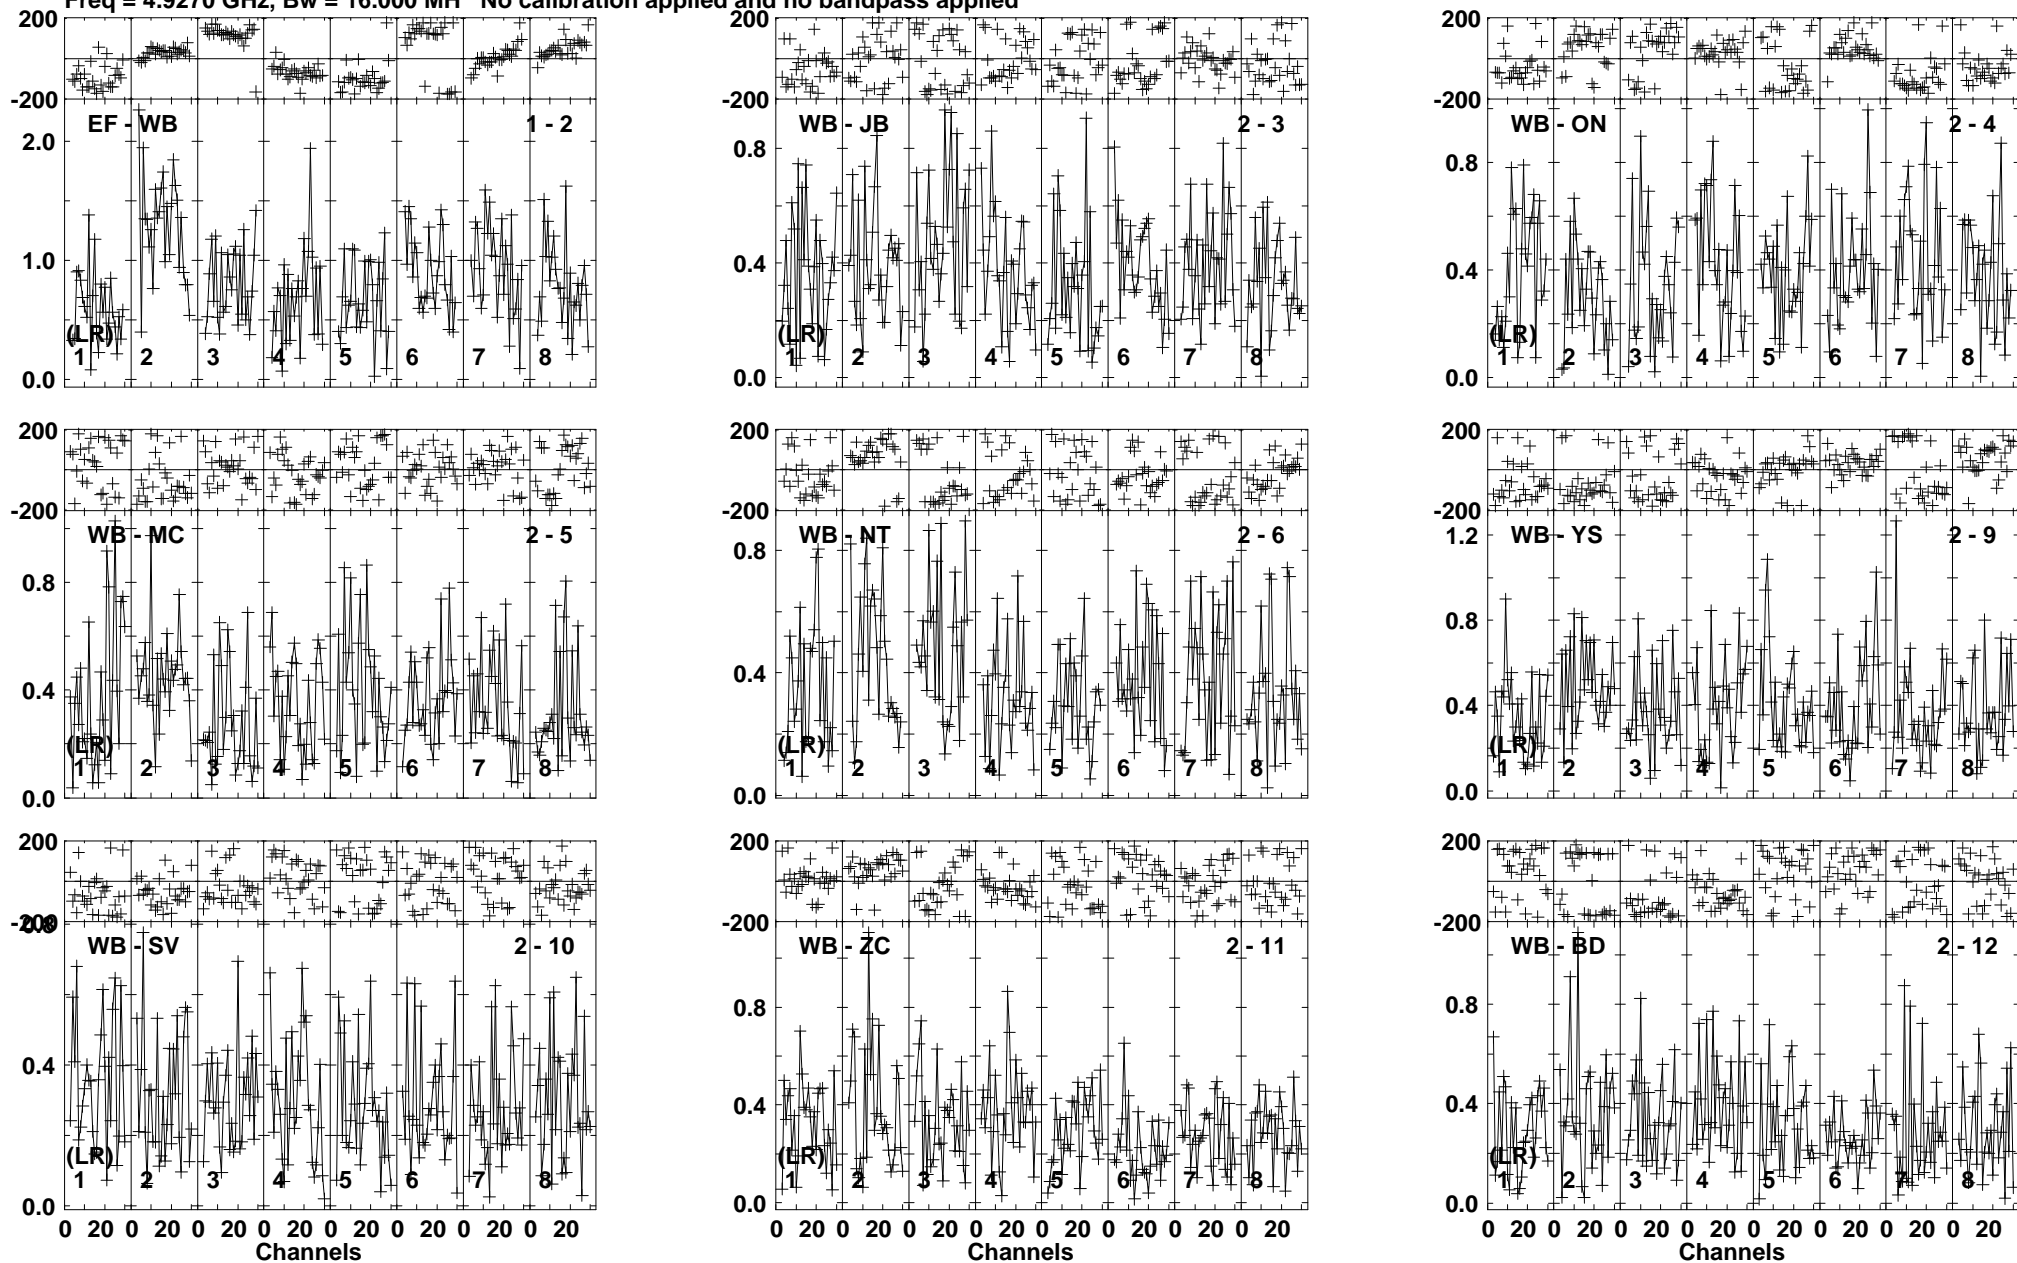 Freq = 4.9270 GHz, Bw = 16.000 MH No calibration applied and no bandpass applied
200 200 200
-200 -200 -200
EF - WB 1 - 2 WB - JB 2 - 3 WB - ON 2 - 4
2.0 0.8 0.8
1.0 0.4 0.4
(LR) (LR) (LR)
1 2 3 4 5 6 7 8 1 2 3 4 5 6 7 8 1 2 3 4 5 6 7 8
0.0 0.0 0.0
200 200 200
-200 -200 -200
WB - MC 2 - 5 WB - NT 2 - 6 WB - YS 2 - 9
1.2
0.8 0.8 0.8
0.4 0.4 0.4
(LR) (LR) (LR)
1 2 3 4 5 6 7 8 1 2 3 4 5 6 7 8 1 2 3 4 5 6 7 8
0.0 0.0 0.0
200 200 200
-200 -200 -200
0.8
WB - SV 2 - 10 WB - ZC 2 - 11 WB - BD 2 - 12
0.8 0.8
0.4 0.4 0.4
(LR) (LR) (LR)
1 2 3 4 5 6 7 8 1 2 3 4 5 6 7 8 1 2 3 4 5 6 7 8
0.0 0.0 0.0
0 20 0 20 0 20 0 20 0 20 0 20 0 20 0 20 0 20 0 20 0 20 0 20 0 20 0 20 0 20 0 20 0 20 0 20 0 20 0 20 0 20 0 20 0 20 0 20
Channels Channels Channels